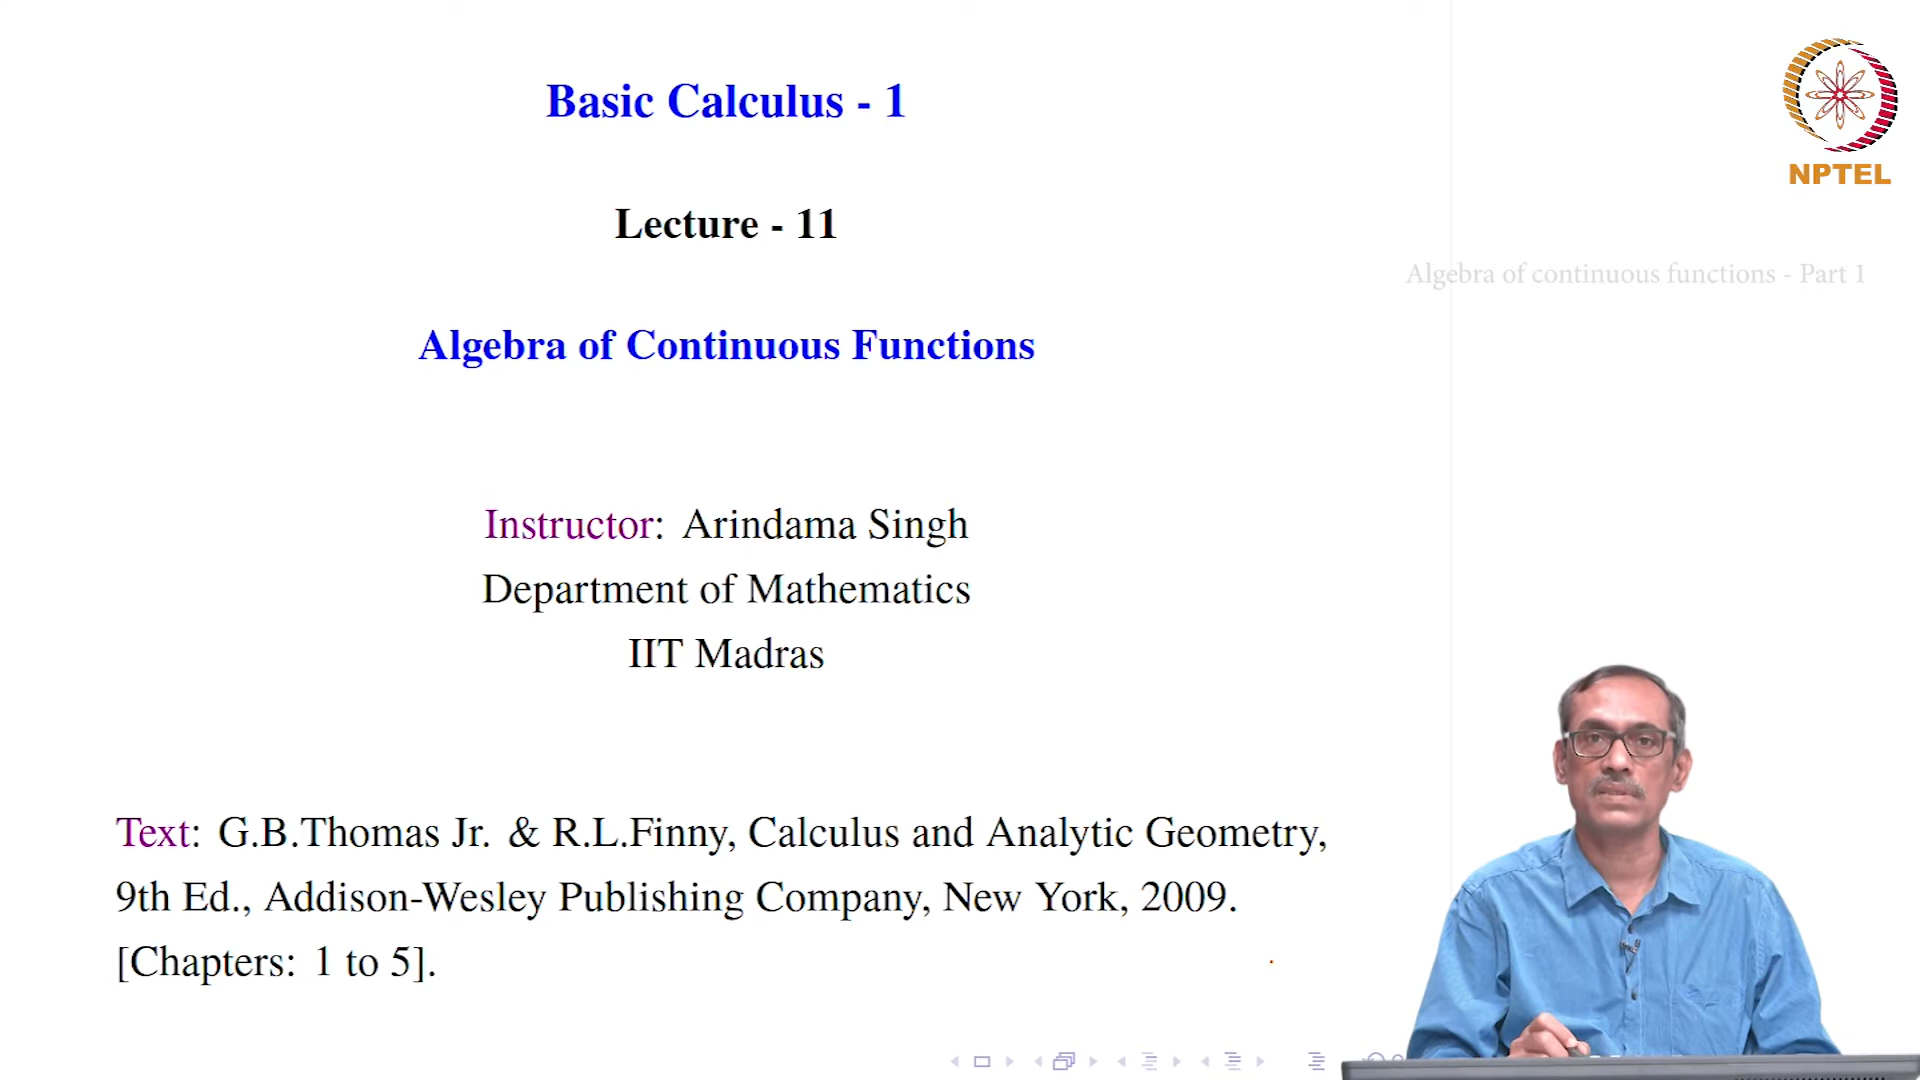 Basic Calculus - 1
NPTEL
Lecture - 11
Algebra of continuous functions - Part 1
Algebra of Continuous Functions
Instructor: Arindama Singh
Department of Mathematics
IIT Madras
Text: G.B.Thomas Jr. & R.L.Finny, Calculus and Analytic Geometry,
9th Ed., Addison-Wesley Publishing Company, New York, 2009.
[Chapters: 1 to 5].